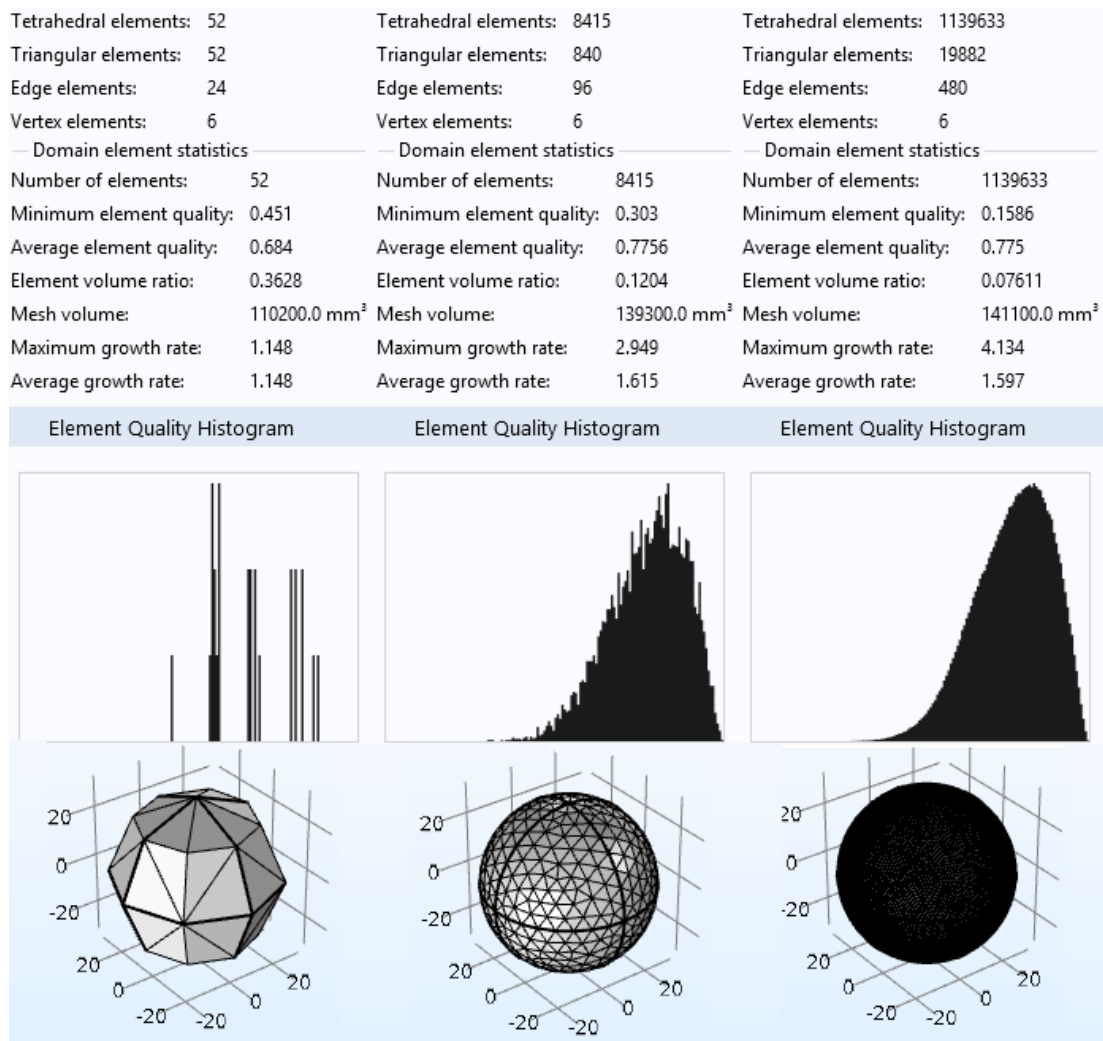 Tetrahedral elements: 52
Triangular elements: 52
Edge elements: 24
Vertex elements: 6
Domain element statistics
Number of elements: 52
Minimum element quality: 0.451
Average element quality: 0.684
Element volume ratio: 0.3628
Mesh volume: 110200.0 mm³
Maximum growth rate: 1.148
Average growth rate: 1.148
Element Quality Histogram
20
0
-20
20
0
-20
-20
0
20
Tetrahedral elements: 8415
Triangular elements: 840
Edge elements: 96
Vertex elements: 6
Domain element statistics
Number of elements: 8415
Minimum element quality: 0.303
Average element quality: 0.7756
Element volume ratio: 0.1204
Mesh volume: 139300.0 mm³
Maximum growth rate: 2.949
Average growth rate: 1.615
Element Quality Histogram
20
0
-20
20
0
-20
-20
0
20
Tetrahedral elements: 1139633
Triangular elements: 19882
Edge elements: 480
Vertex elements: 6
Domain element statistics
Number of elements: 1139633
Minimum element quality: 0.1586
Average element quality: 0.775
Element volume ratio: 0.07611
Mesh volume: 141100.0 mm³
Maximum growth rate: 4.134
Average growth rate: 1.597
Element Quality Histogram
20
0
-20
20
0
-20
-20
0
20